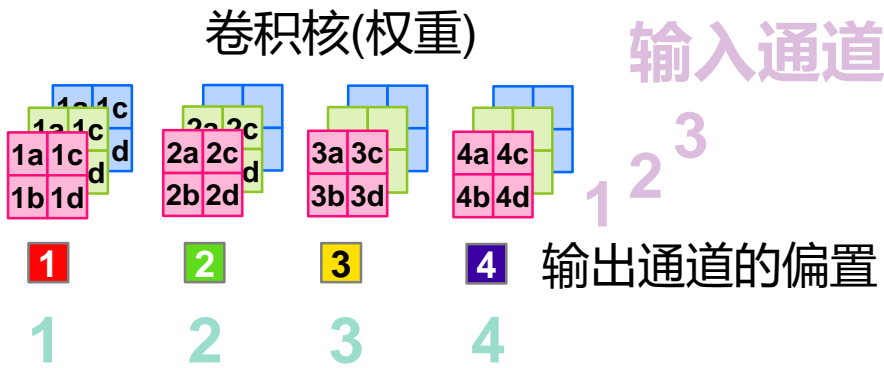 卷积核(权重)
输入通道
1a 1c
1a 1c
d
1a 1c
d
1b 1d
2a 2c
d
2a 2c
2b 2d
3a 3c
3b 3d
4a 4c
4b 4d
1 2 3
1 2 3 4 输出通道的偏置
1 2 3 4